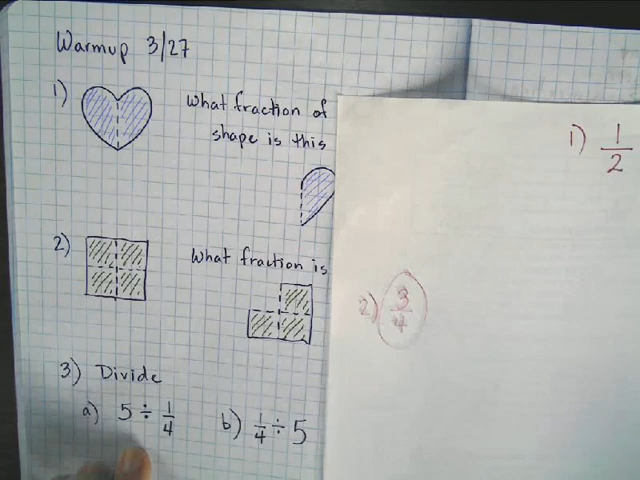 Warmup 3/27
1)
What fraction of
shape is this
1) 1/2
2)
What fraction is
2) 3/4
3) Divide
a) 5 ÷ 1/4
b) 1/4 ÷ 5